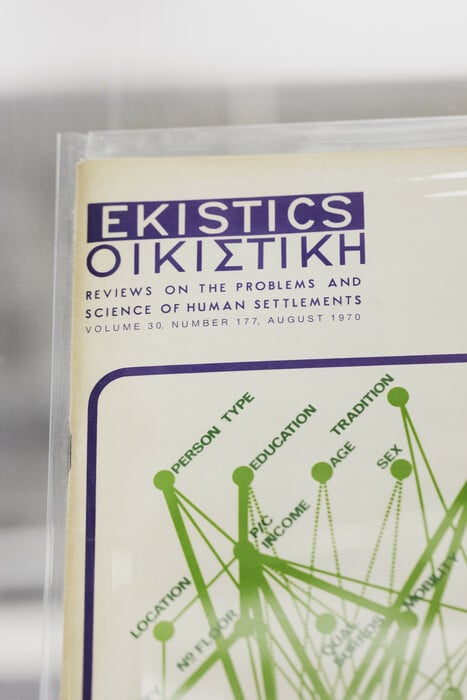 EKISTICS
ΟΙΚΙΣΤΙΚΗ
REVIEWS ON THE PROBLEMS AND
SCIENCE OF HUMAN SETTLEMENTS
VOLUME 30, NUMBER 177, AUGUST 1970
PERSON TYPE
EDUCATION
TRADITION
AGE
SEX
P/C
INCOME
LOCATION
Nº FLOOR
MOBILITY